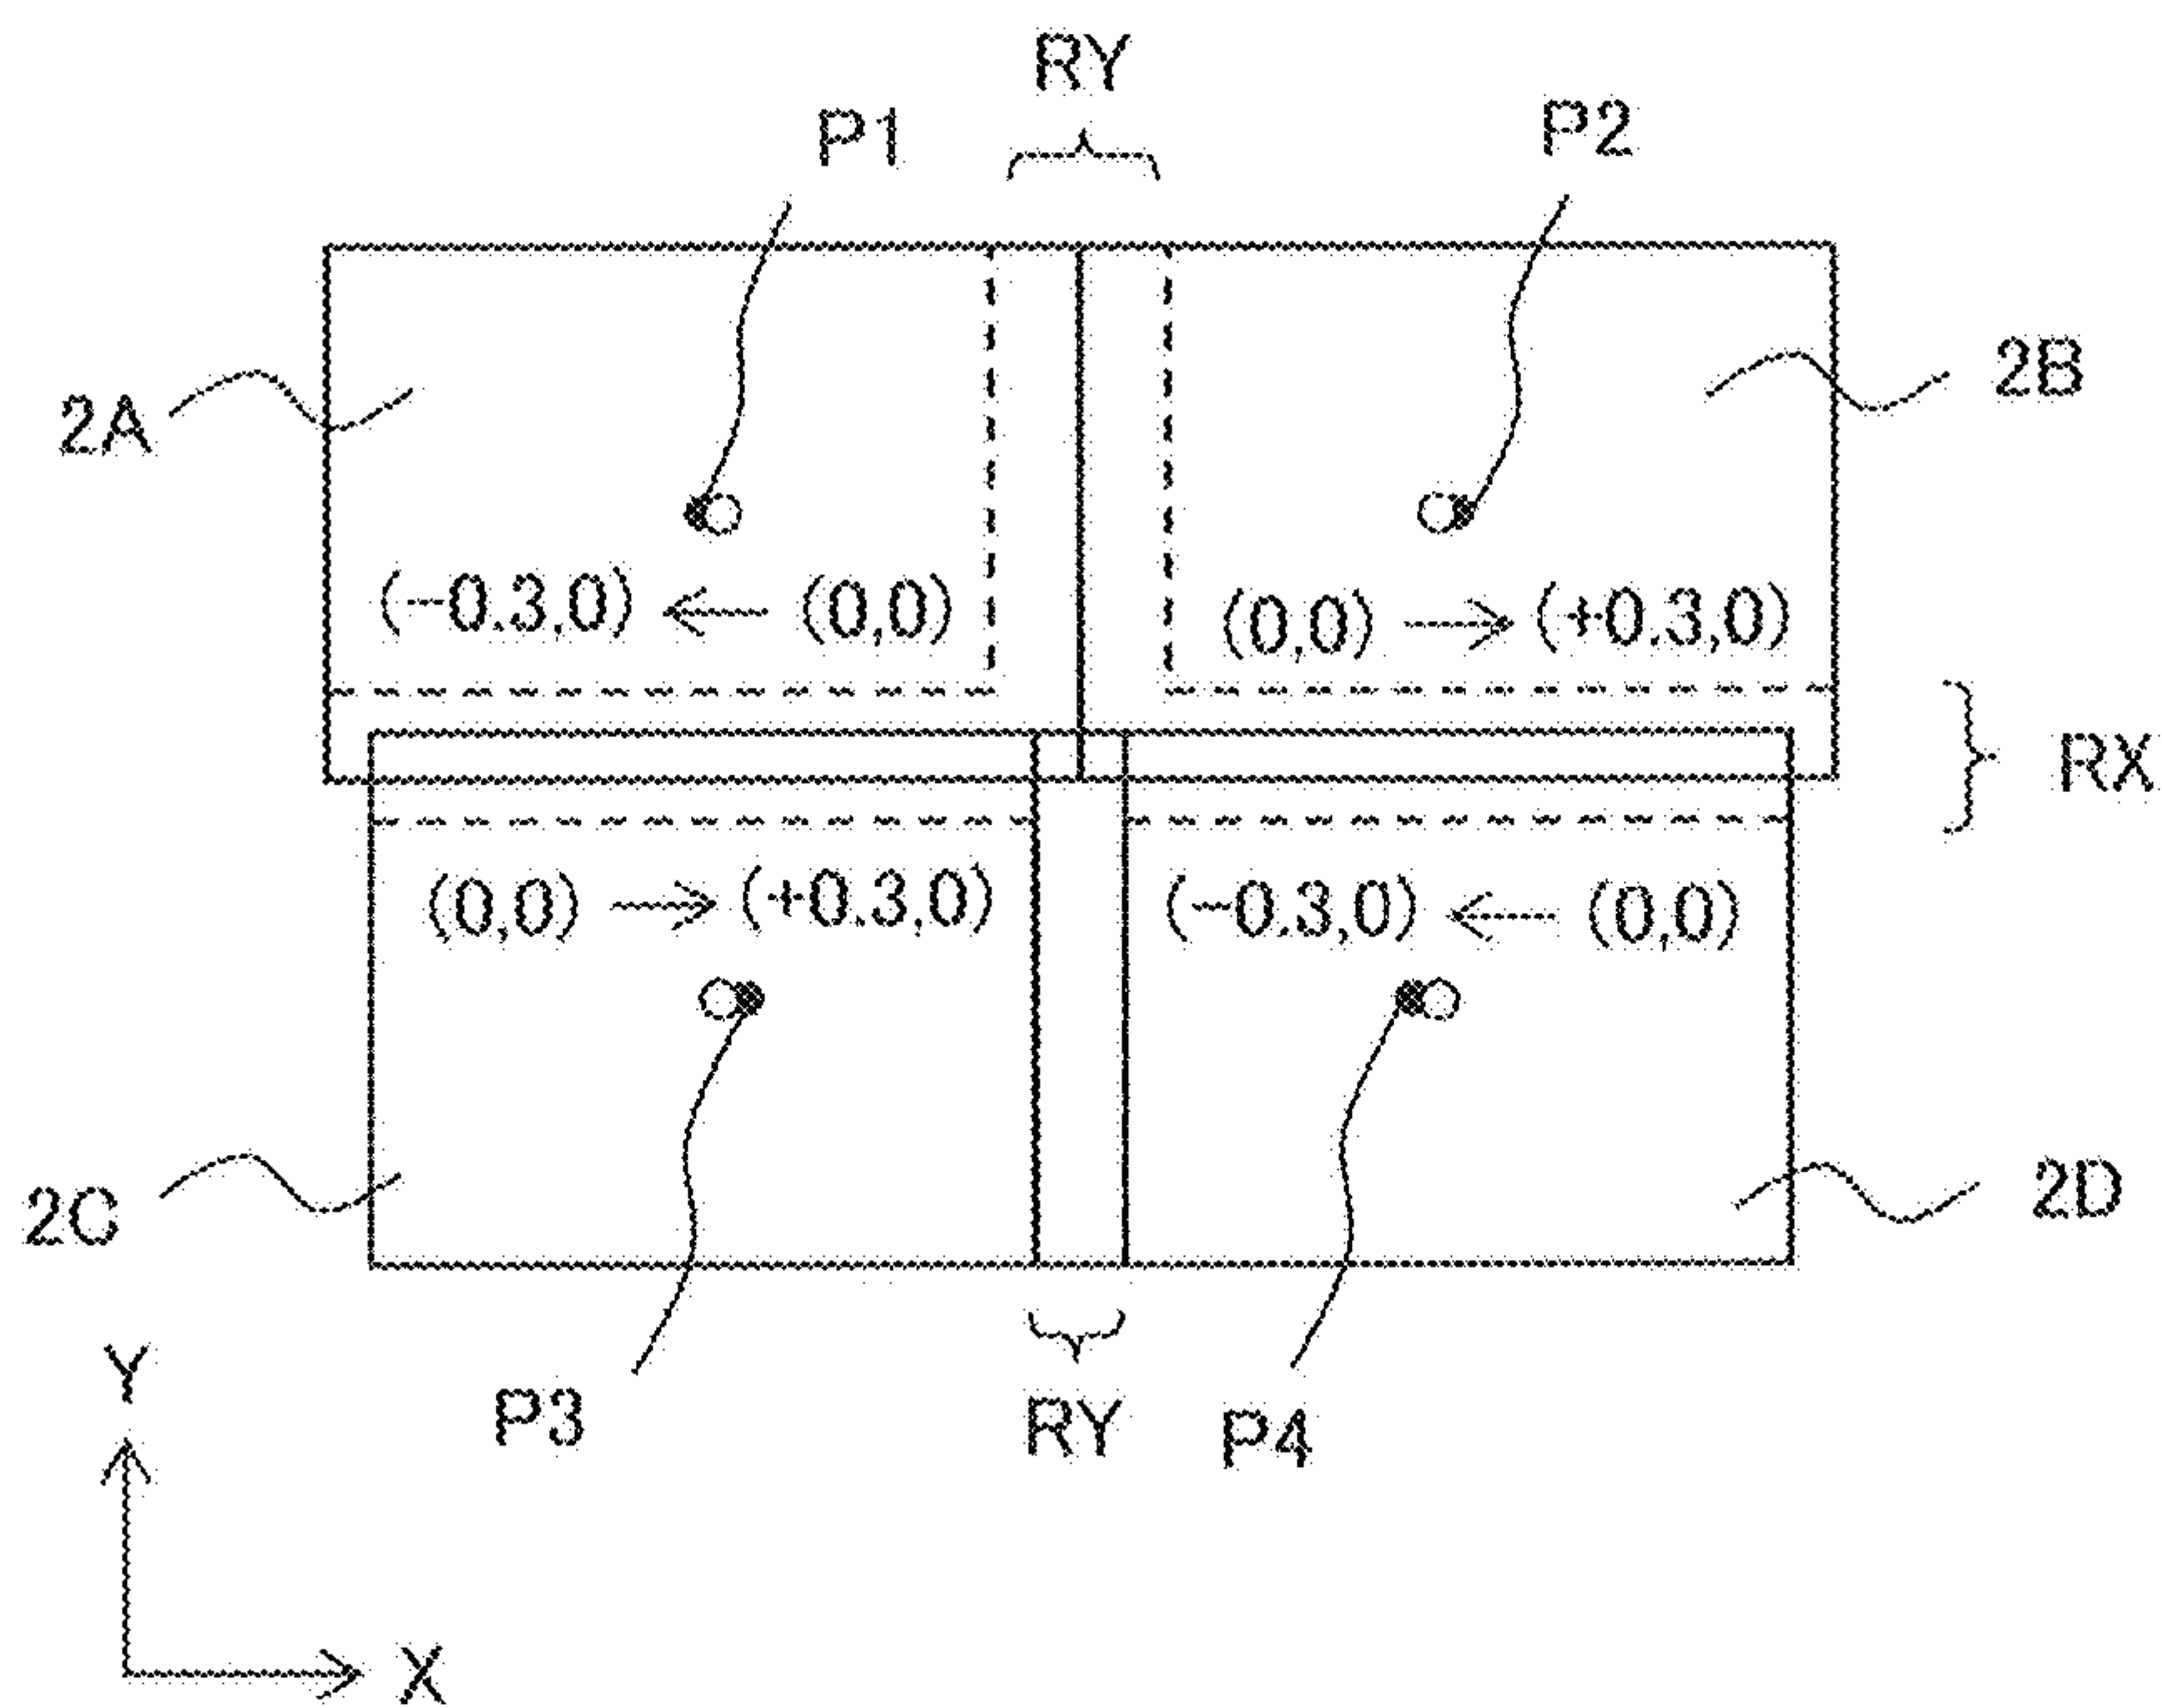 RY
P1
P2
2A
2B
(-0.3,0) ← (0,0)
(0,0) → (+0.3,0)
RX
(0,0) → (+0.3,0)
(-0.3,0) ← (0,0)
2C
2D
P3
RY
P4
Y
X